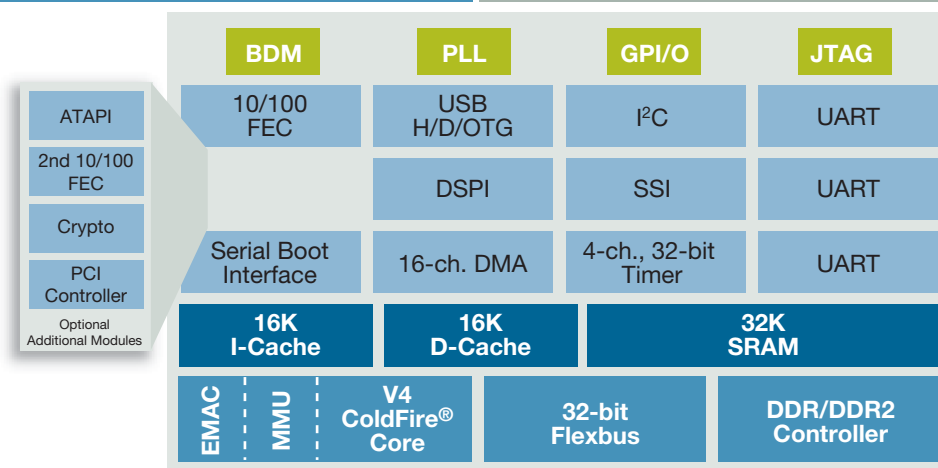 BDM
PLL
GPI/O
JTAG
ATAPI
2nd 10/100
FEC
Crypto
PCI
Controller
Optional
Additional Modules
10/100
FEC
USB
H/D/OTG
I²C
UART
DSPI
SSI
UART
Serial Boot
Interface
16-ch. DMA
4-ch., 32-bit
Timer
UART
16K
I-Cache
16K
D-Cache
32K
SRAM
EMAC
MMU
V4
ColdFire®
Core
32-bit
Flexbus
DDR/DDR2
Controller